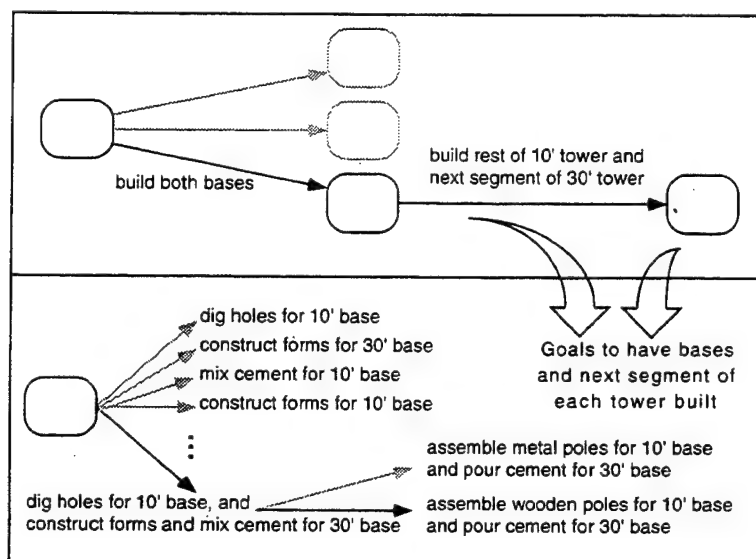 build both bases
build rest of 10' tower and
next segment of 30' tower
dig holes for 10' base
construct forms for 30' base
mix cement for 10' base
construct forms for 10' base
Goals to have bases
and next segment of
each tower built
dig holes for 10' base, and
construct forms and mix cement for 30' base
assemble metal poles for 10' base
and pour cement for 30' base
assemble wooden poles for 10' base
and pour cement for 30' base